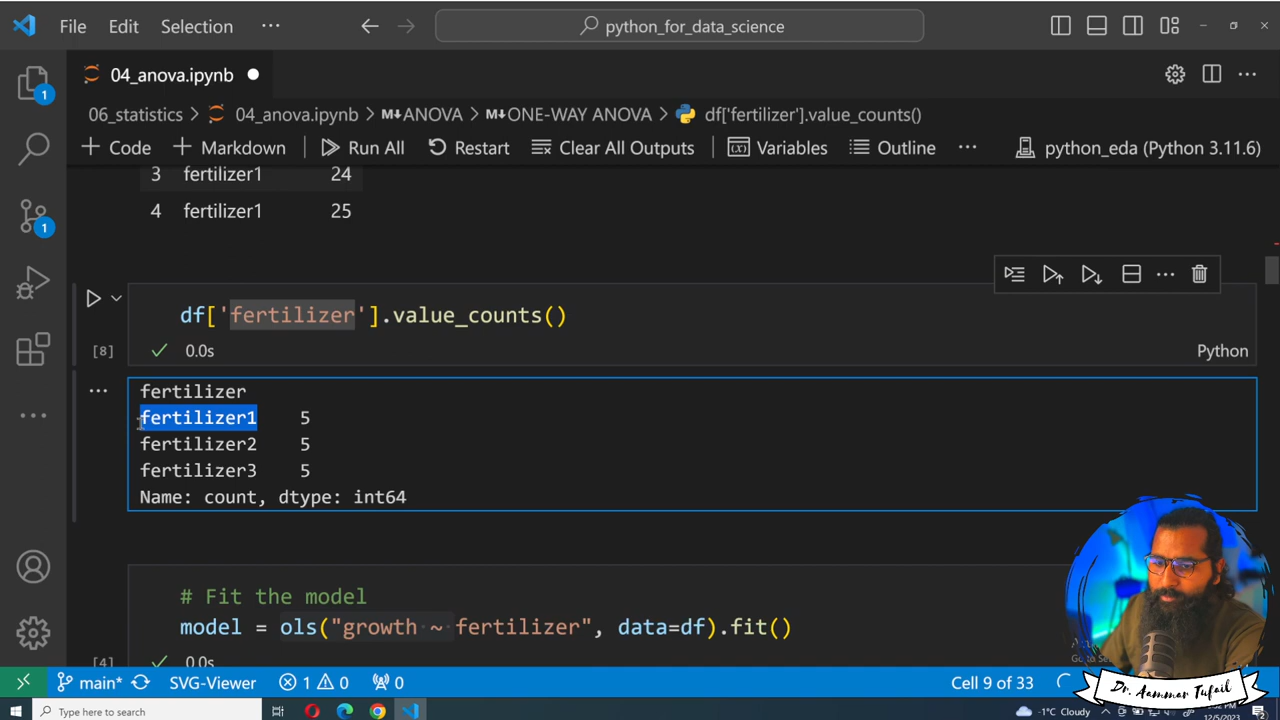 File Edit Selection ··· python_for_data_science
04_anova.ipynb
06_statistics > 04_anova.ipynb > M↓ANOVA > M↓ONE-WAY ANOVA > df['fertilizer'].value_counts()
+ Code + Markdown Run All Restart Clear All Outputs Variables Outline ··· python_eda (Python 3.11.6)
3 fertilizer1 24
4 fertilizer1 25
df['fertilizer'].value_counts()
[8] 0.0s Python
fertilizer
fertilizer1 5
fertilizer2 5
fertilizer3 5
Name: count, dtype: int64
# Fit the model
model = ols("growth ~ fertilizer", data=df).fit()
[4] 0.0s
1
1
main* SVG-Viewer 1 0 0 Cell 9 of 33
Dr. Aammar Tufail
Type here to search
-1°C Cloudy